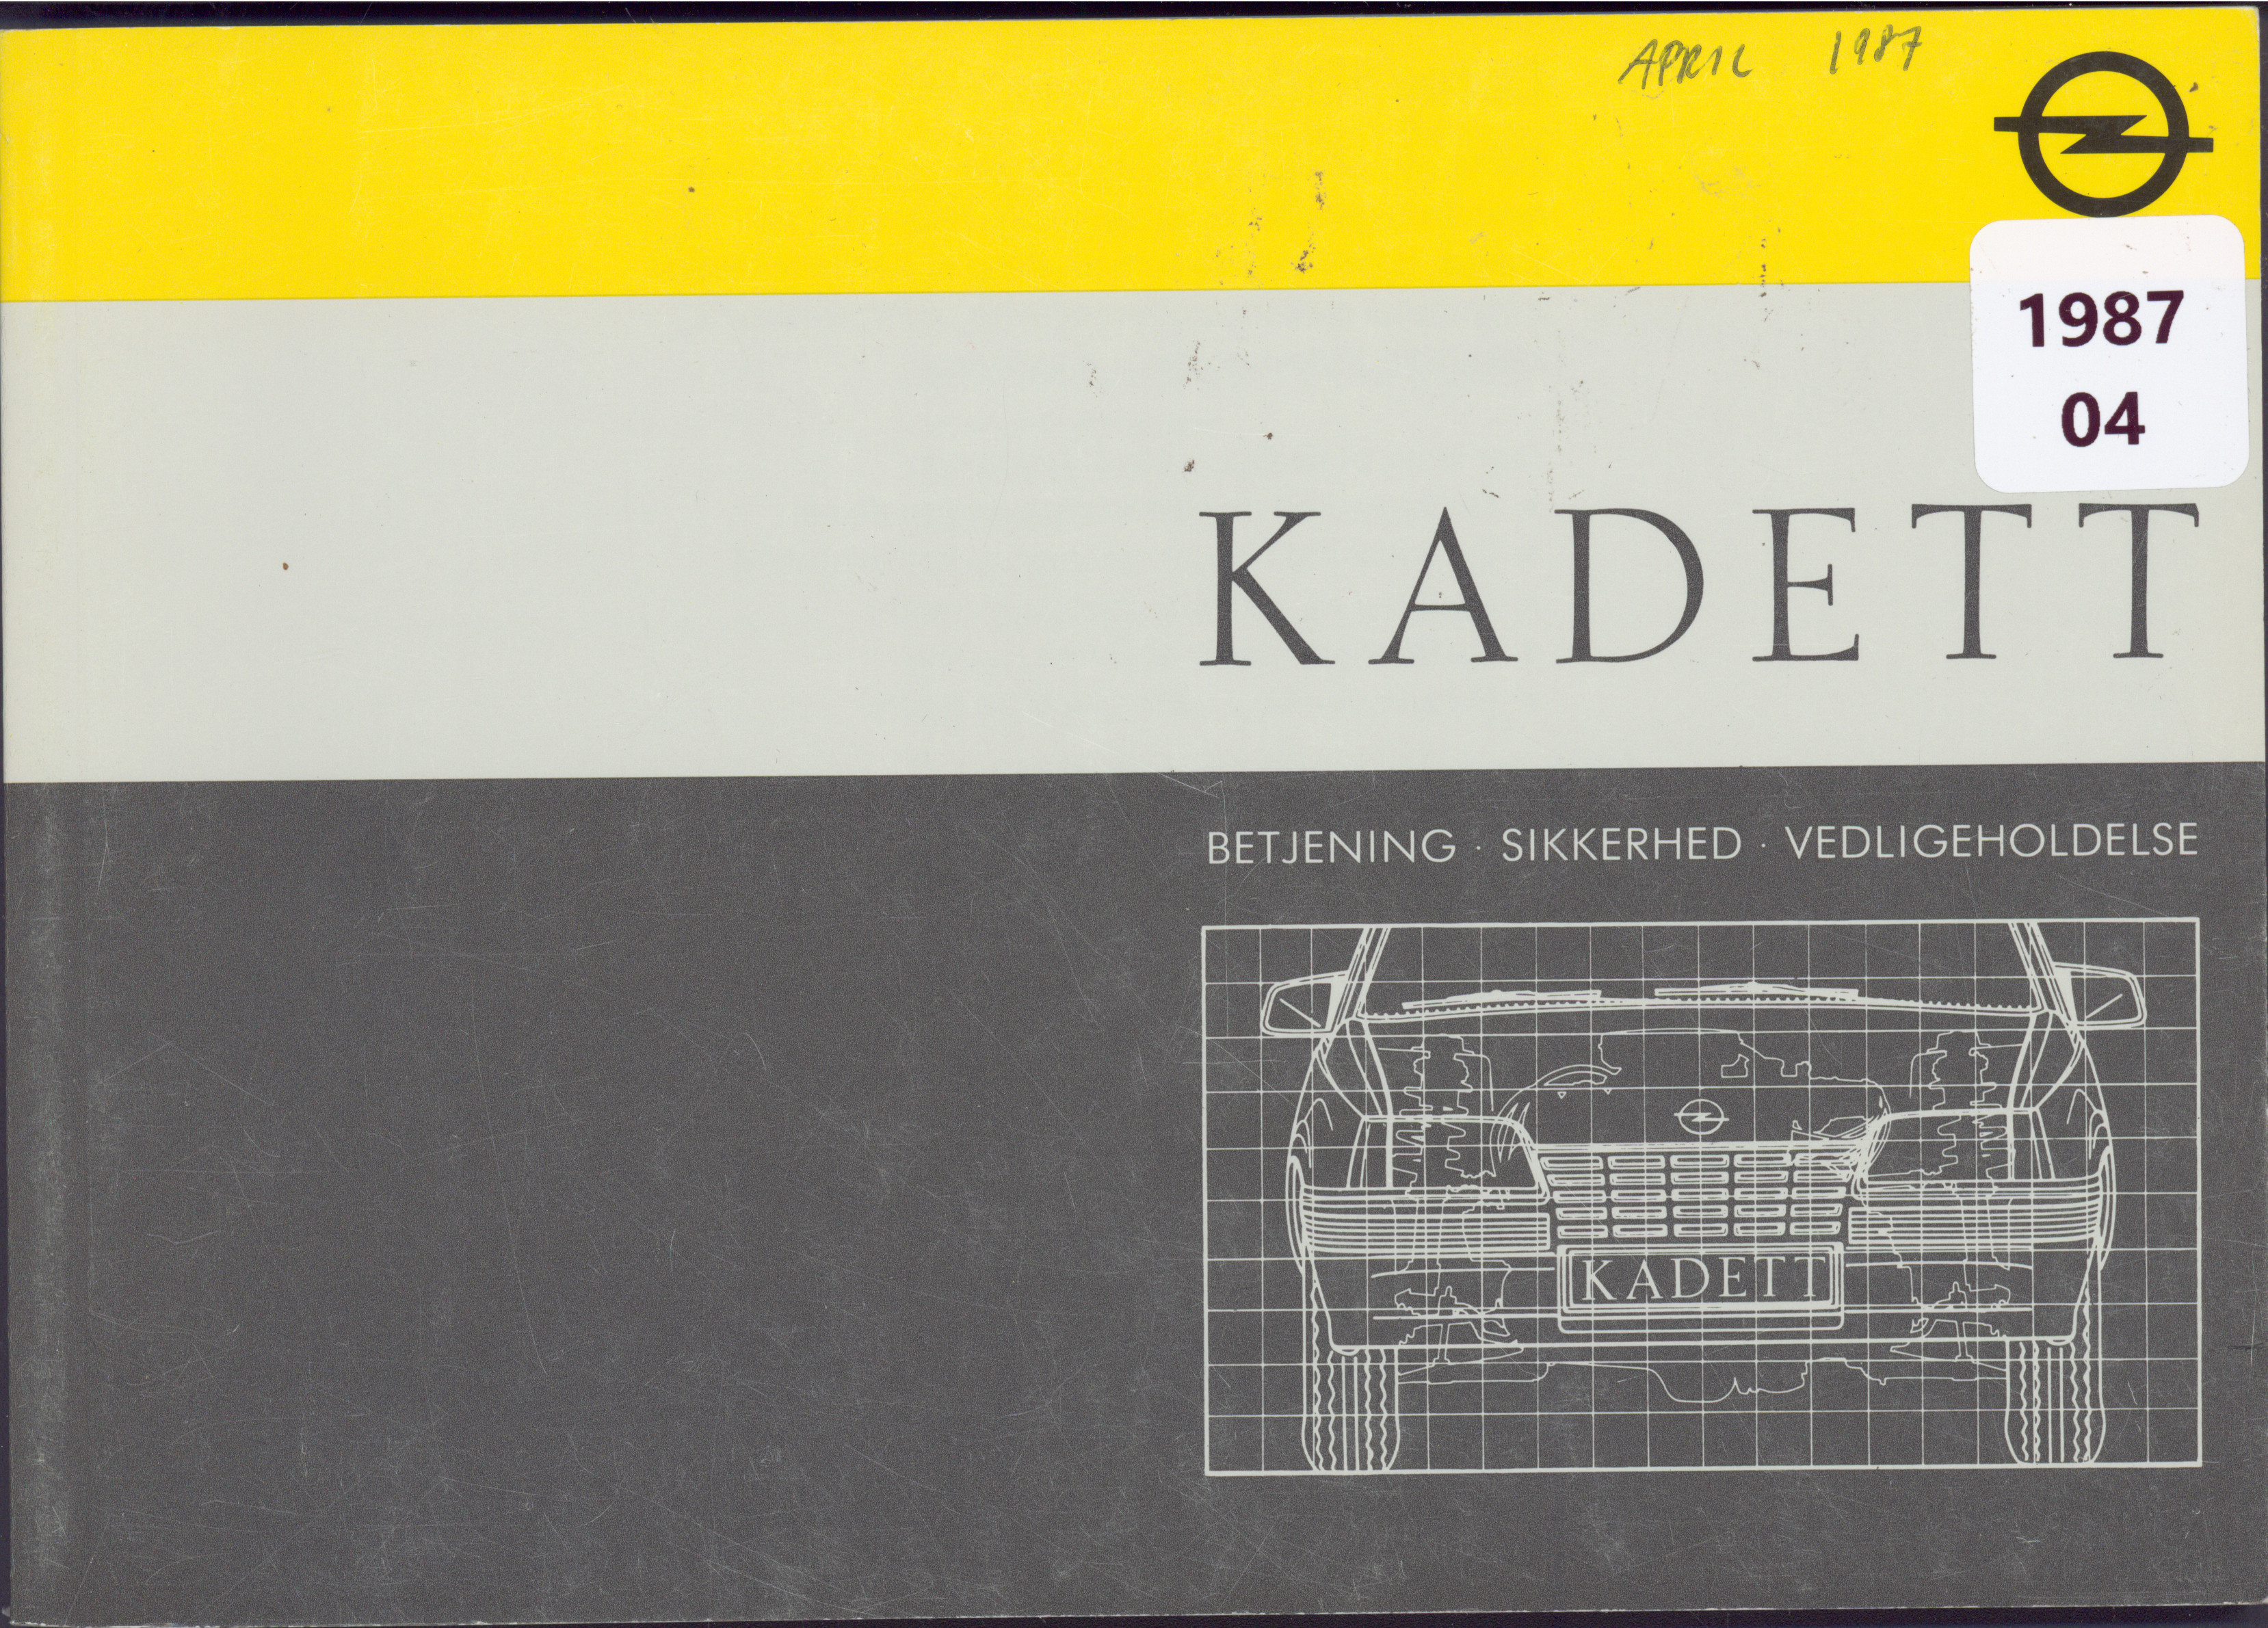 APRIL 1987
1987
04
KADETT
BETJENING · SIKKERHED · VEDLIGEHOLDELSE
KADETT